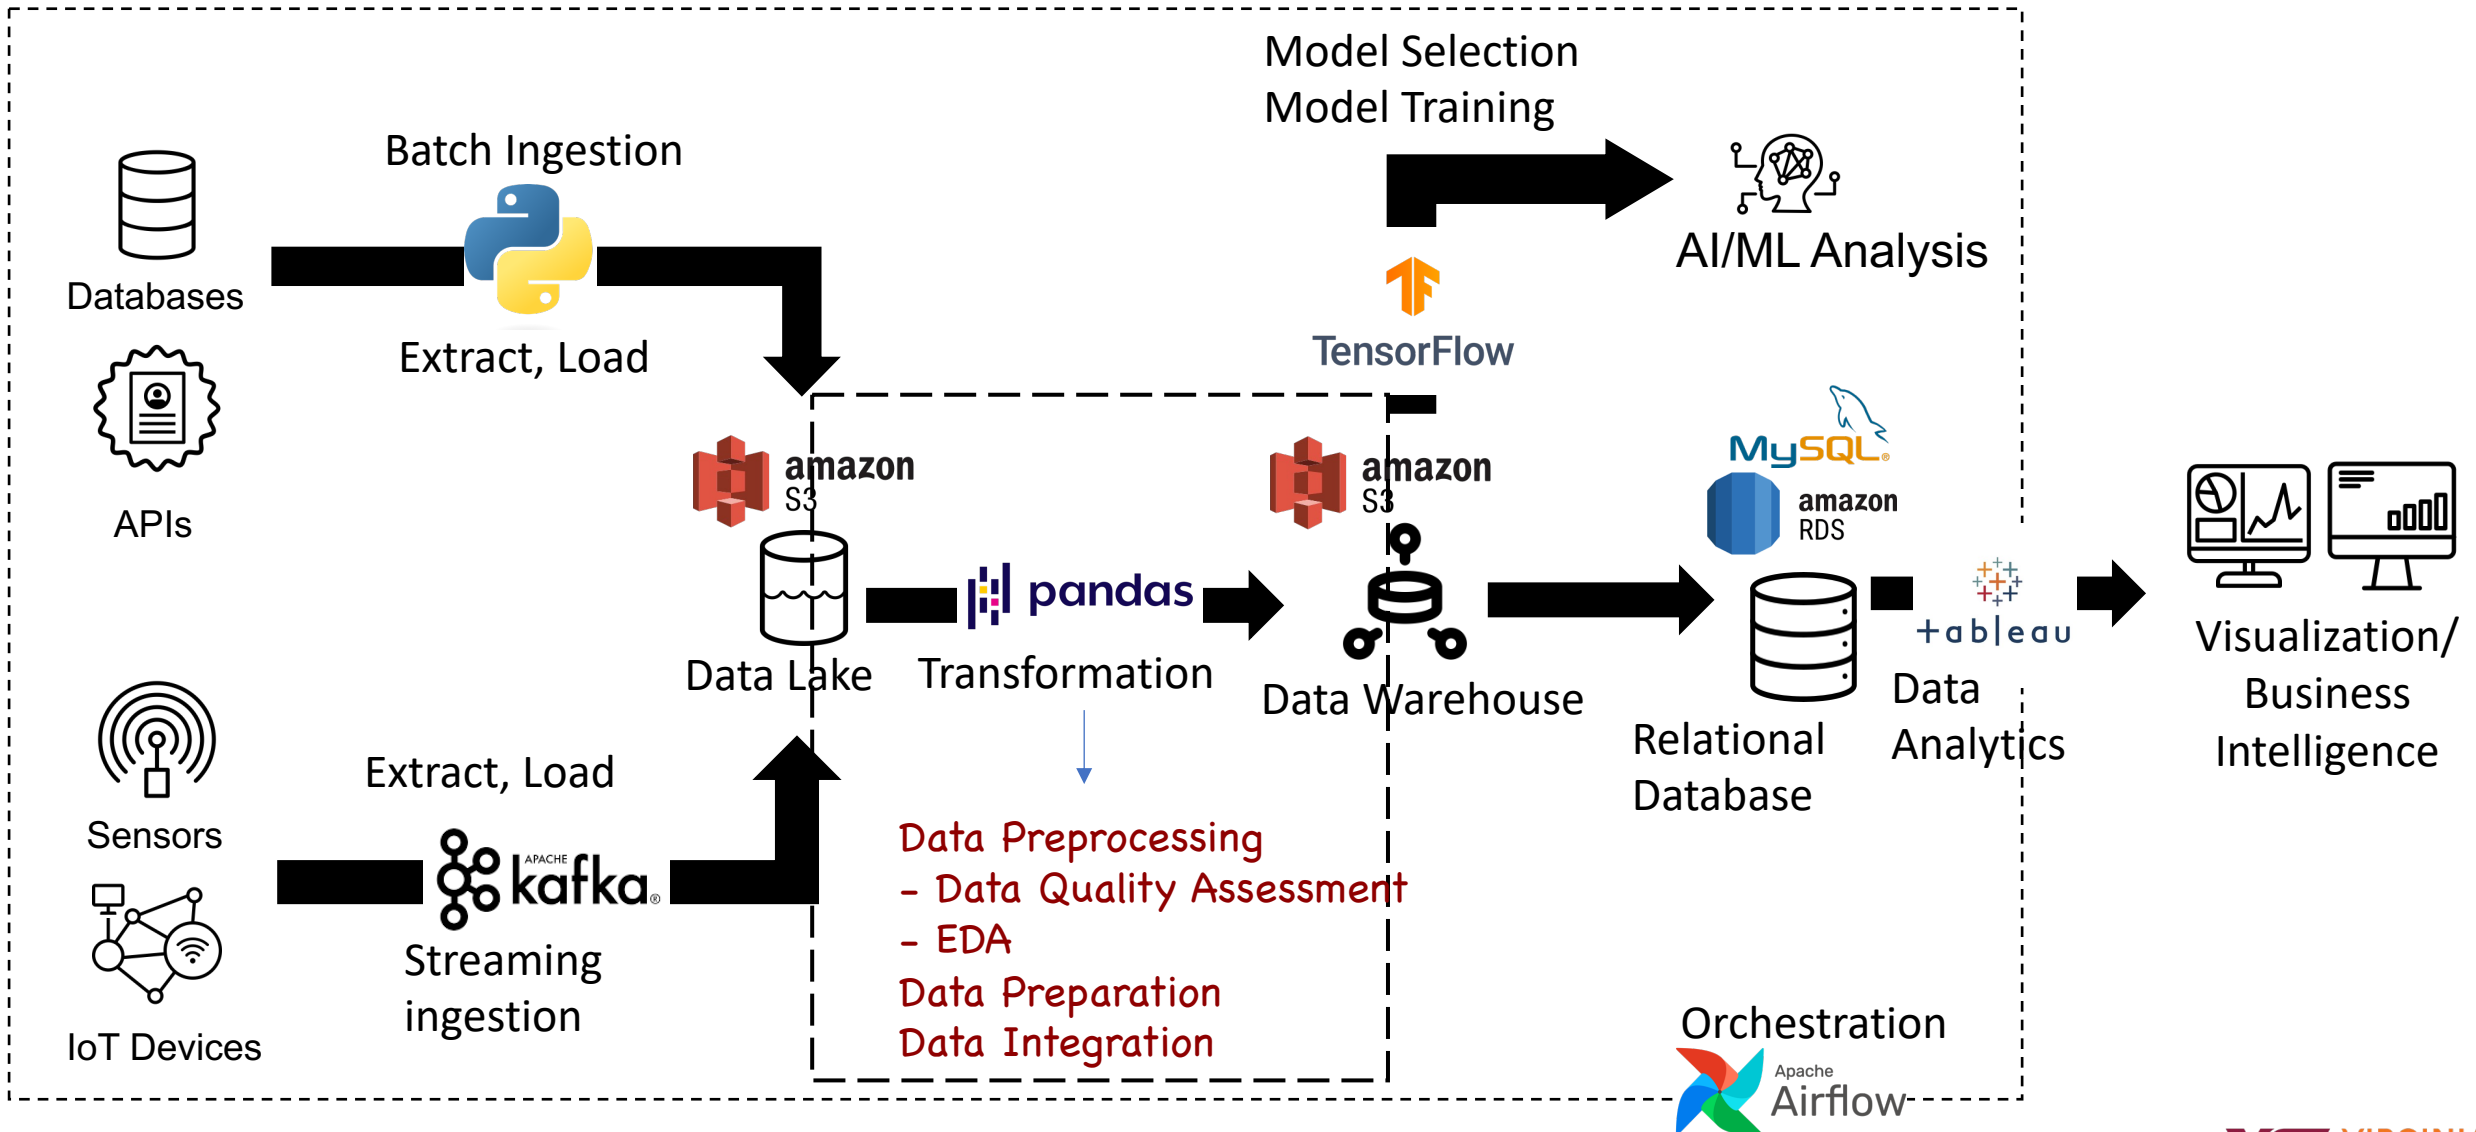 Model Selection
Model Training
Batch Ingestion
Databases
Extract, Load
APIs
AI/ML Analysis
TensorFlow
amazon
S3
Data Lake
pandas
Transformation
amazon
S3
Data Warehouse
MySQL®
amazon
RDS
Relational
Database
+ableau
Data
Analytics
Visualization/
Business
Intelligence
Sensors
Extract, Load
APACHE
kafka®
Streaming
ingestion
IoT Devices
Data Preprocessing
- Data Quality Assessment
- EDA
Data Preparation
Data Integration
Orchestration
Apache
Airflow